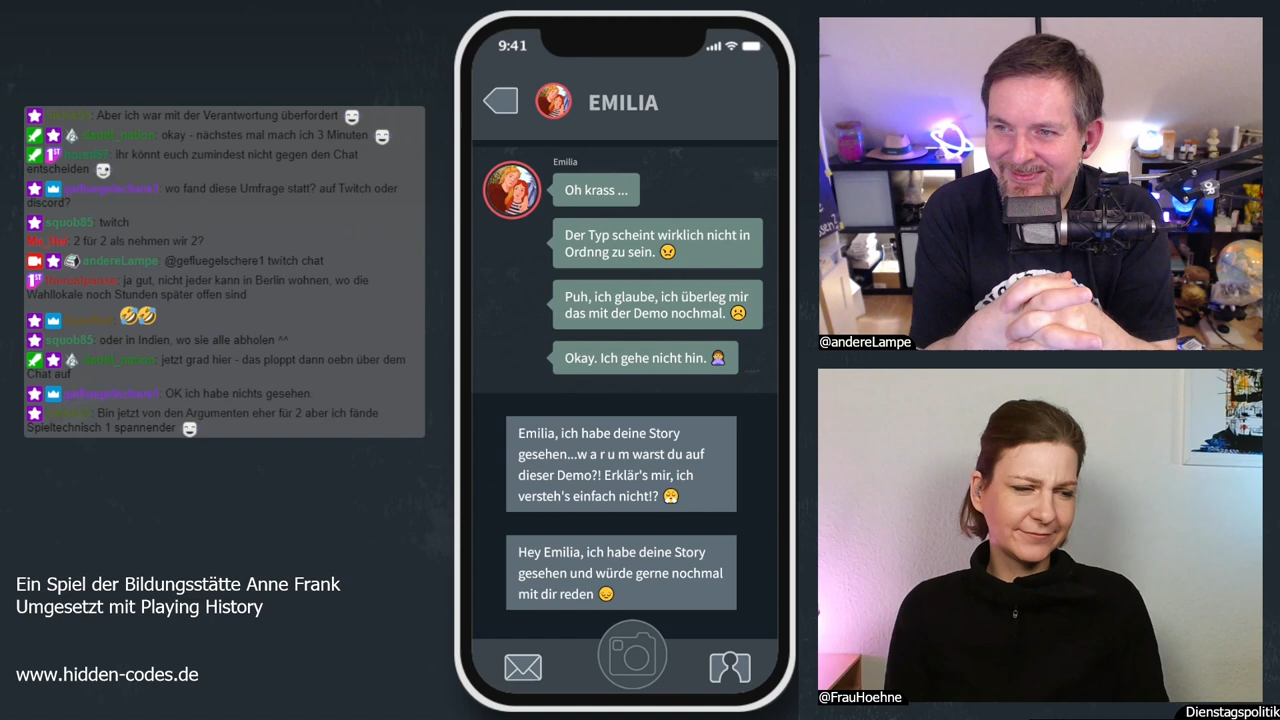 Aber ich war mit der Verantwortung überfordert
okay - nächstes mal mach ich 3 Minuten
ihr könnt euch zumindest nicht gegen den Chat
entscheiden
gefluegelschere1: wo fand diese Umfrage statt? auf Twitch oder
discord?
squob85: twitch
2 für 2 als nehmen wir 2?
andereLampe: @gefluegelschere1 twitch chat
ja gut, nicht jeder kann in Berlin wohnen, wo die
Wahllokale noch Stunden später offen sind
squob85: oder in Indien, wo sie alle abholen ^^
jetzt grad hier - das ploppt dann oebn über dem
Chat auf
gefluegelschere1: OK ich habe nichts gesehen.
Bin jetzt von den Argumenten eher für 2 aber ich fände
Spieltechnisch 1 spannender
Ein Spiel der Bildungsstätte Anne Frank
Umgesetzt mit Playing History
www.hidden-codes.de
9:41
EMILIA
Emilia
Oh krass ...
Der Typ scheint wirklich nicht in
Ordnng zu sein. 😠
Puh, ich glaube, ich überleg mir
das mit der Demo nochmal. ☹️
Okay. Ich gehe nicht hin. 🤦‍♀️
Emilia, ich habe deine Story
gesehen...w a r u m warst du auf
dieser Demo?! Erklär's mir, ich
versteh's einfach nicht!? 😤
Hey Emilia, ich habe deine Story
gesehen und würde gerne nochmal
mit dir reden 😞
@andereLampe
@FrauHoehne
Dienstagspolitik